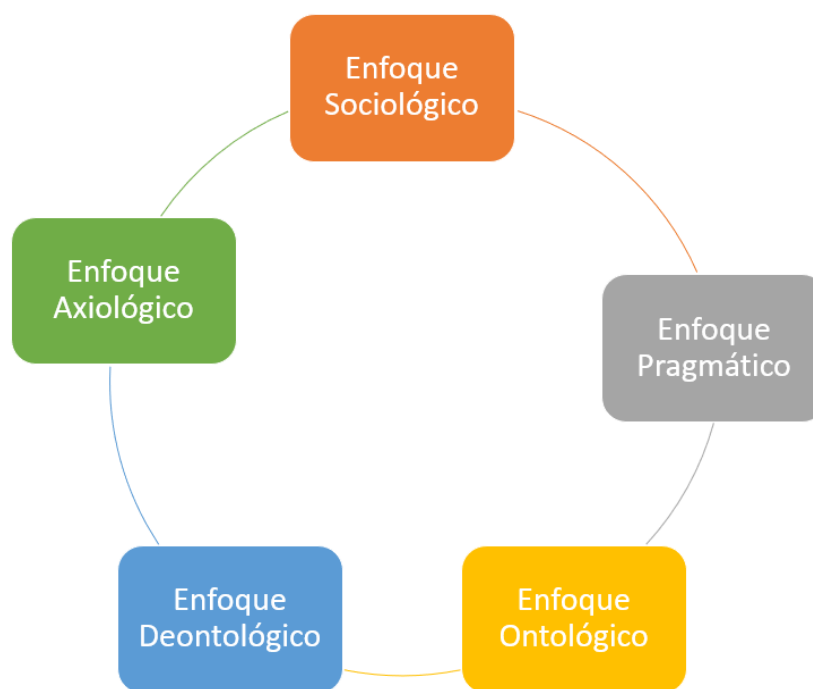 Enfoque
Sociológico
Enfoque
Pragmático
Enfoque
Ontológico
Enfoque
Deontológico
Enfoque
Axiológico